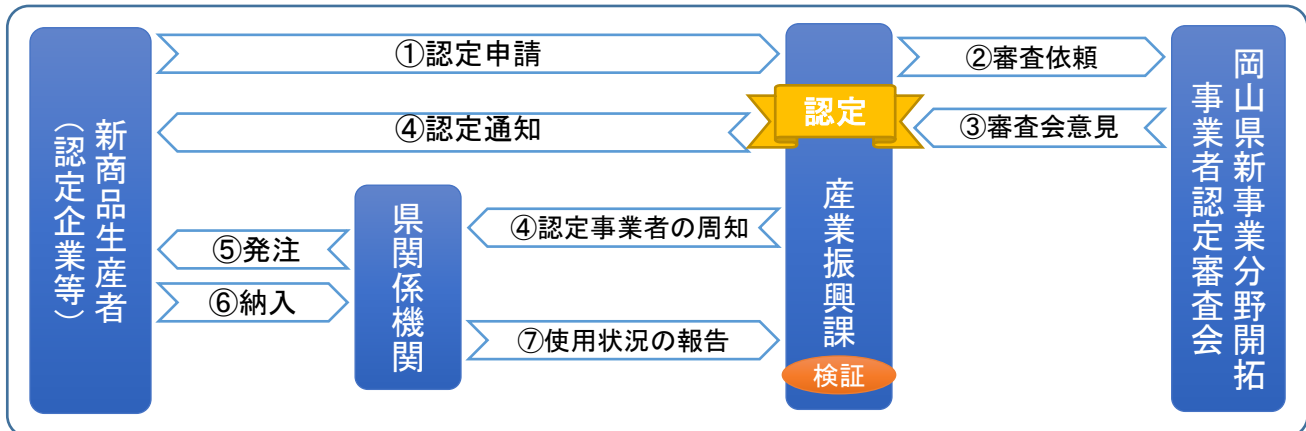 新商品生産者
（認定企業等）
①認定申請
④認定通知
⑤発注
⑥納入
県関係機関
④認定事業者の周知
⑦使用状況の報告
認定
産業振興課
検証
②審査依頼
③審査会意見
岡山県新事業分野開拓
事業者認定審査会